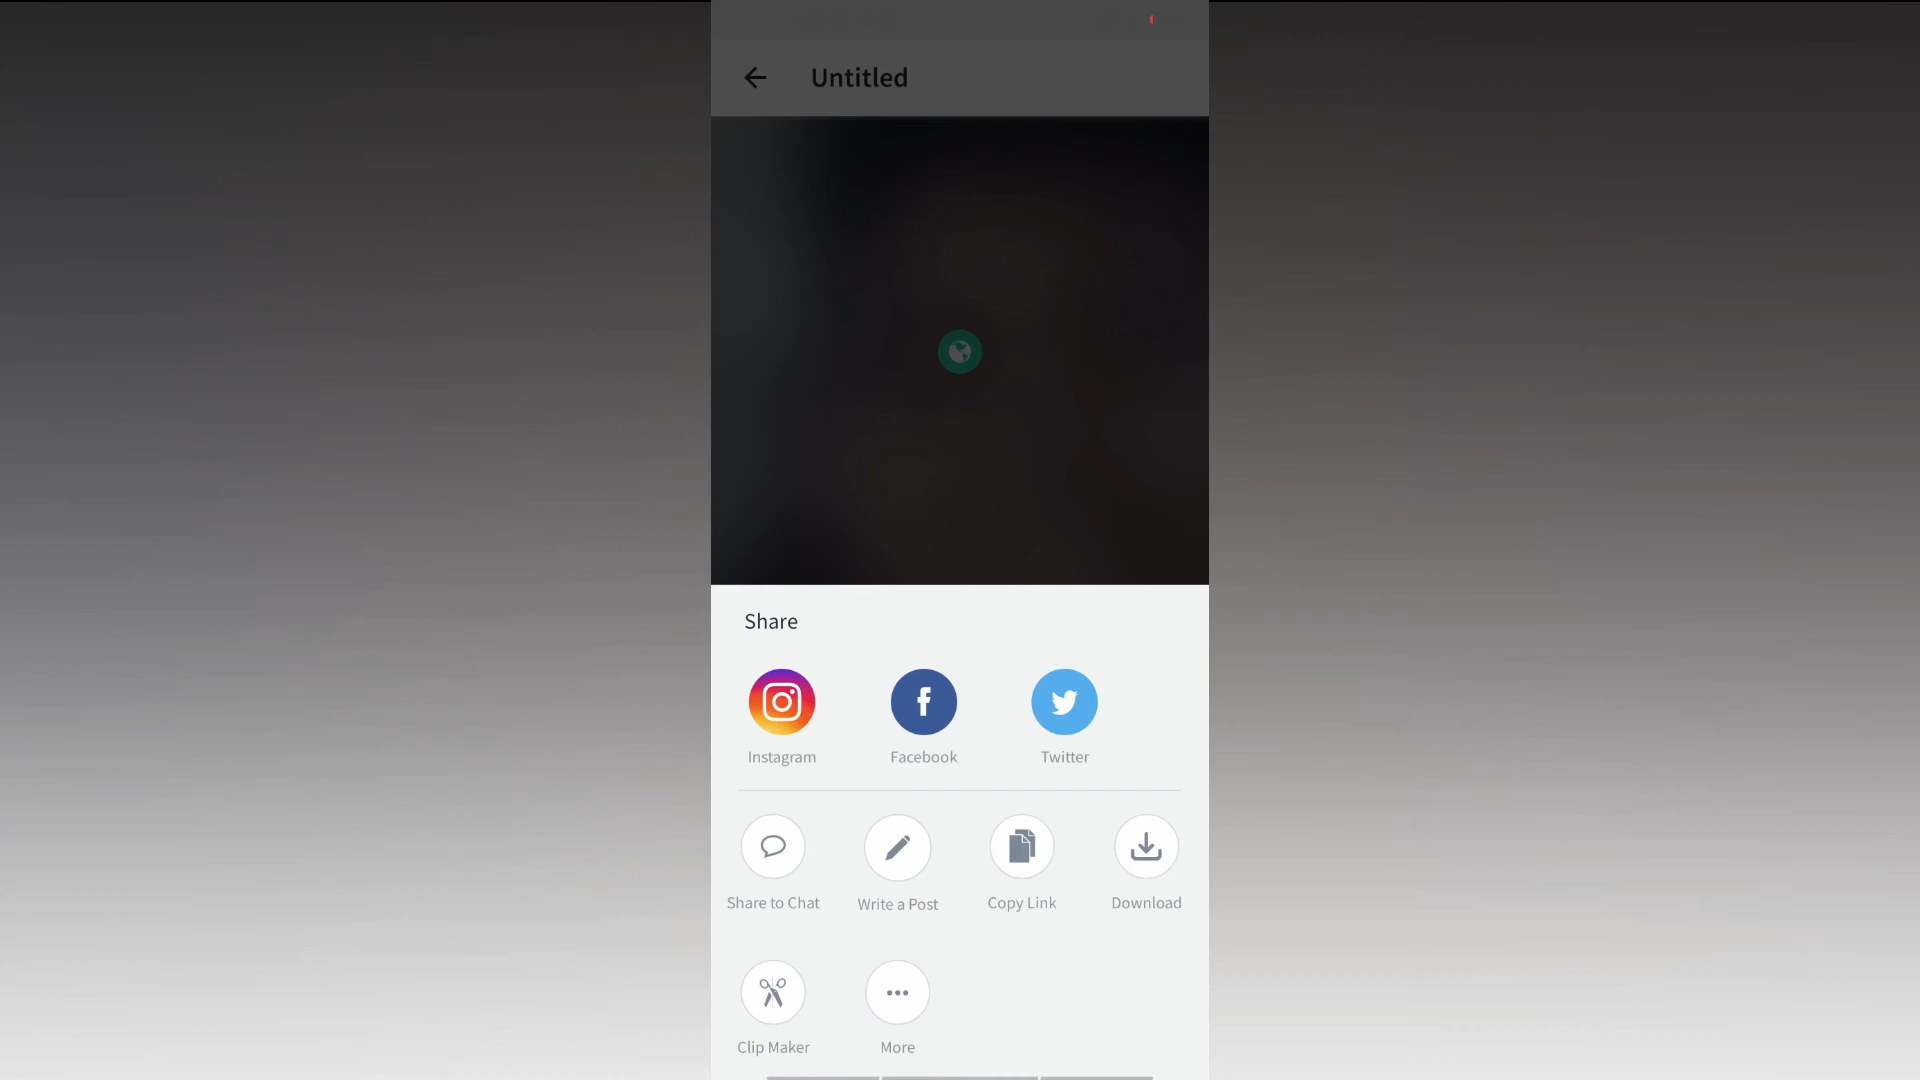 Untitled
Share
Instagram Facebook Twitter
Share to Chat Write a Post Copy Link Download
Clip Maker More